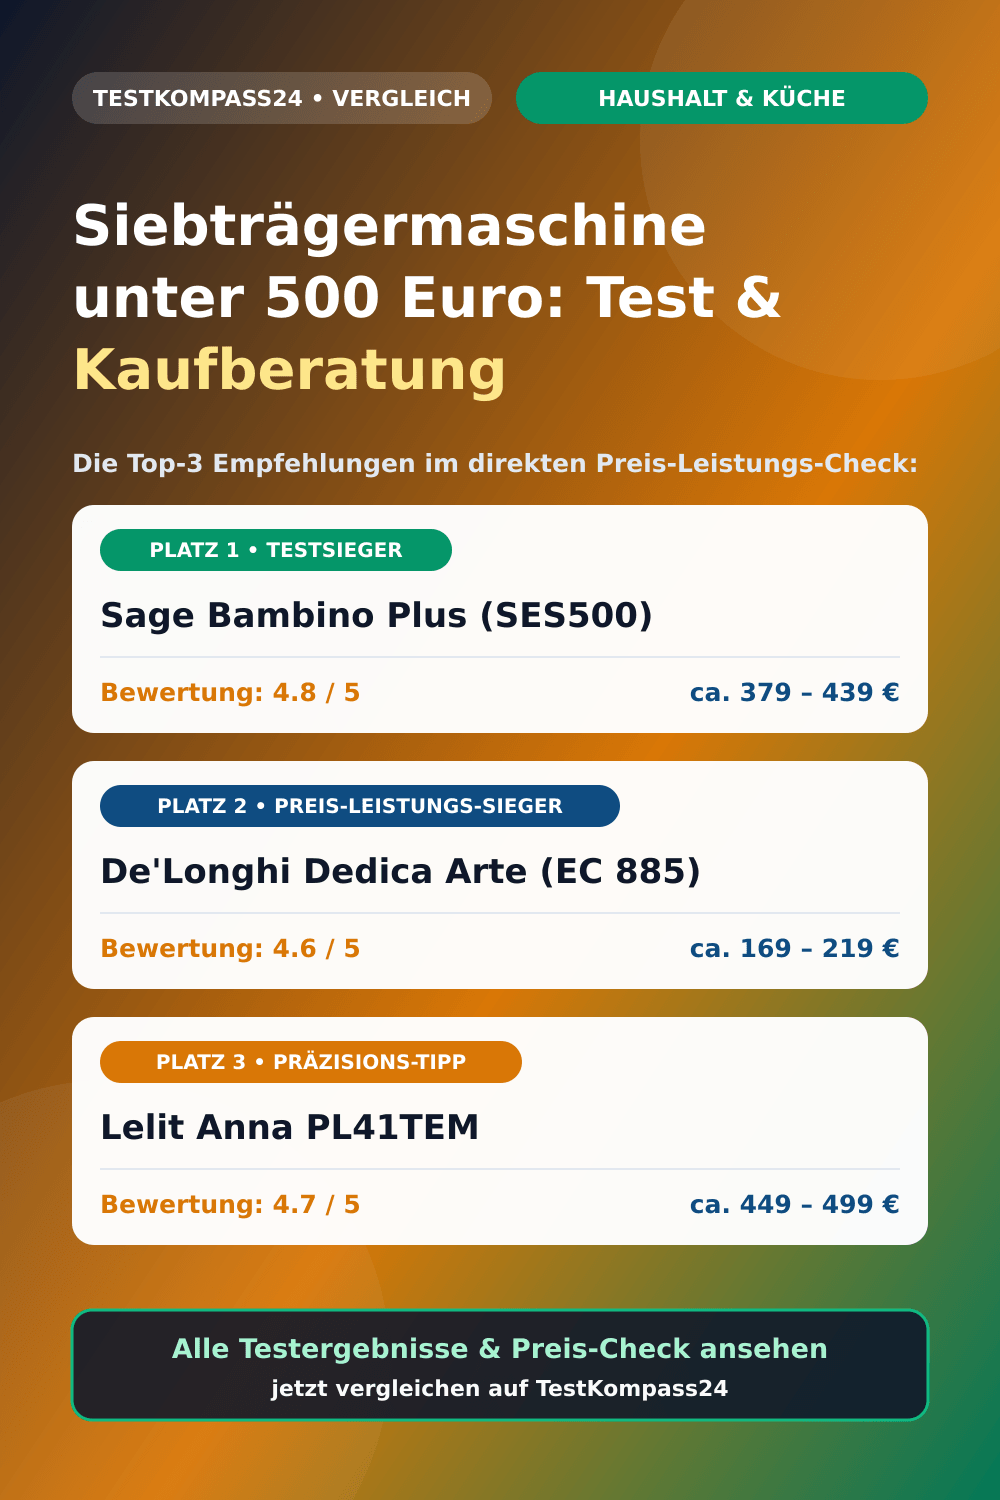 TESTKOMPASS24 • VERGLEICH
HAUSHALT & KÜCHE
Siebträgermaschine
unter 500 Euro: Test &
Kaufberatung
Die Top-3 Empfehlungen im direkten Preis-Leistungs-Check:
PLATZ 1 • TESTSIEGER
Sage Bambino Plus (SES500)
Bewertung: 4.8 / 5
ca. 379 – 439 €
PLATZ 2 • PREIS-LEISTUNGS-SIEGER
De'Longhi Dedica Arte (EC 885)
Bewertung: 4.6 / 5
ca. 169 – 219 €
PLATZ 3 • PRÄZISIONS-TIPP
Lelit Anna PL41TEM
Bewertung: 4.7 / 5
ca. 449 – 499 €
Alle Testergebnisse & Preis-Check ansehen
jetzt vergleichen auf TestKompass24